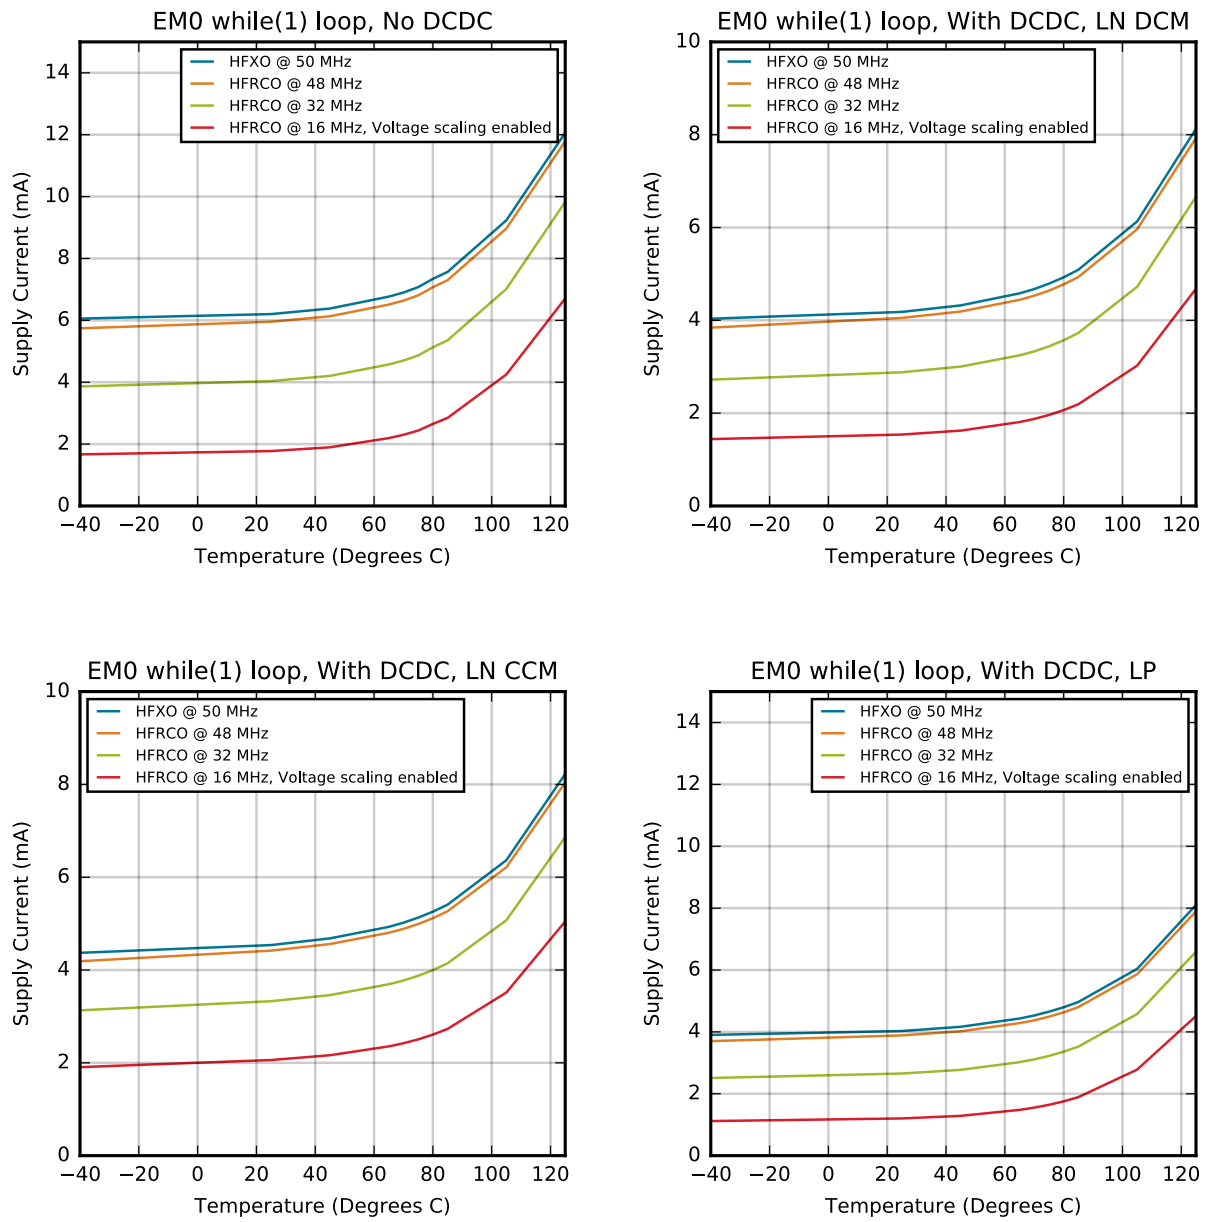 EM0 while(1) loop, No DCDC
HFXO @ 50 MHz
HFRCO @ 48 MHz
HFRCO @ 32 MHz
HFRCO @ 16 MHz, Voltage scaling enabled
Supply Current (mA)
14
12
10
8
6
4
2
0
−40 −20 0 20 40 60 80 100 120
Temperature (Degrees C)
EM0 while(1) loop, With DCDC, LN DCM
HFXO @ 50 MHz
HFRCO @ 48 MHz
HFRCO @ 32 MHz
HFRCO @ 16 MHz, Voltage scaling enabled
Supply Current (mA)
10
8
6
4
2
0
−40 −20 0 20 40 60 80 100 120
Temperature (Degrees C)
EM0 while(1) loop, With DCDC, LN CCM
HFXO @ 50 MHz
HFRCO @ 48 MHz
HFRCO @ 32 MHz
HFRCO @ 16 MHz, Voltage scaling enabled
Supply Current (mA)
10
8
6
4
2
0
−40 −20 0 20 40 60 80 100 120
Temperature (Degrees C)
EM0 while(1) loop, With DCDC, LP
HFXO @ 50 MHz
HFRCO @ 48 MHz
HFRCO @ 32 MHz
HFRCO @ 16 MHz, Voltage scaling enabled
Supply Current (mA)
14
12
10
8
6
4
2
0
−40 −20 0 20 40 60 80 100 120
Temperature (Degrees C)